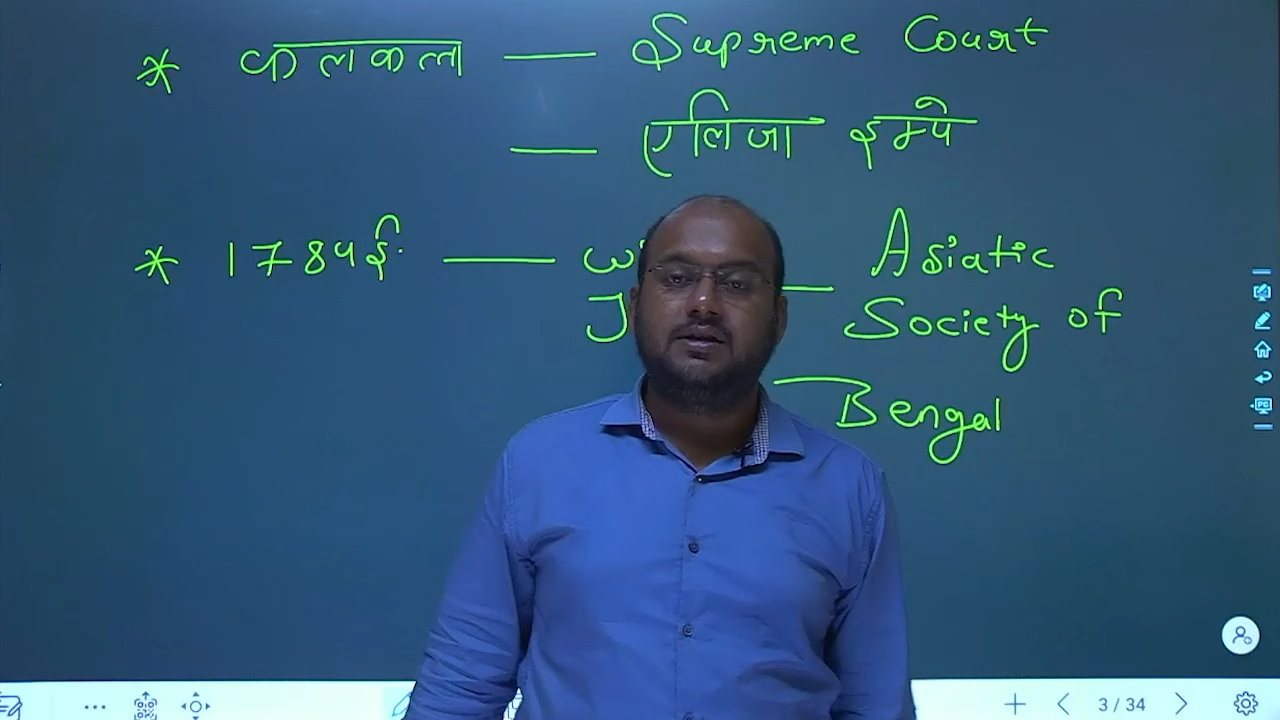 * कलकत्ता — Supreme Court
— एलिजा इम्पे
* 1784ई. — — Asiatic
Society of
Bengal
3 / 34